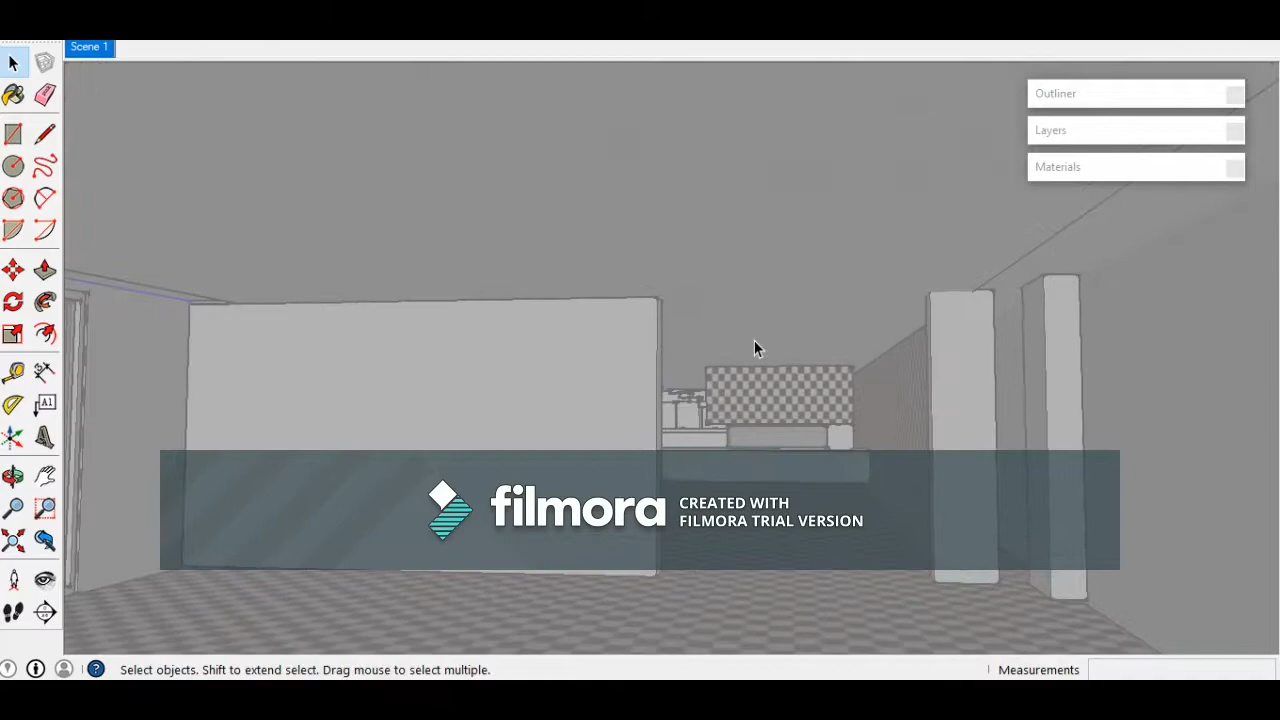 Scene 1
Outliner
Layers
Materials
A1
filmora
CREATED WITH
FILMORA TRIAL VERSION
Select objects. Shift to extend select. Drag mouse to select multiple.
Measurements